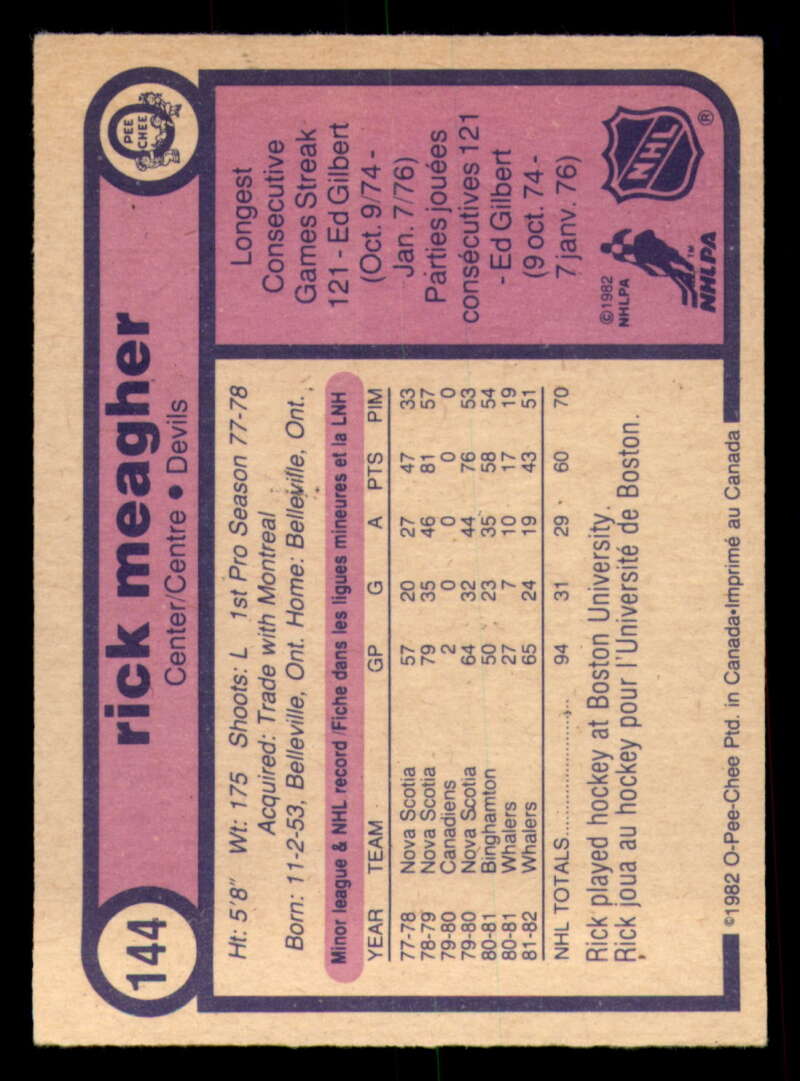 144
rick meagher
Center/Centre • Devils
PEE
CHEE
Ht: 5'8" Wt: 175 Shoots: L 1st Pro Season 77-78
Acquired: Trade with Montreal
Born: 11-2-53, Belleville, Ont. Home: Belleville, Ont.
Minor league & NHL record/Fiche dans les ligues mineures et la LNH
YEAR TEAM GP G A PTS PIM
77-78 Nova Scotia 57 20 27 47 33
78-79 Nova Scotia 79 35 46 81 57
79-80 Canadiens 2 0 0 0 0
79-80 Nova Scotia 64 32 44 76 53
80-81 Binghamton 50 23 35 58 54
80-81 Whalers 27 7 10 17 19
81-82 Whalers 65 24 19 43 51
NHL TOTALS 94 31 29 60 70
Rick played hockey at Boston University.
Rick joua au hockey pour l'Université de Boston.
Longest
Consecutive
Games Streak
121 - Ed Gilbert
(Oct. 9/74 -
Jan. 7/76)
Parties jouées
consécutives 121
- Ed Gilbert
(9 oct. 74-
7 janv. 76)
©1982
NHLPA
TM
NHLPA
NHL
®
©1982 O-Pee-Chee Ptd. in Canada•Imprimé au Canada